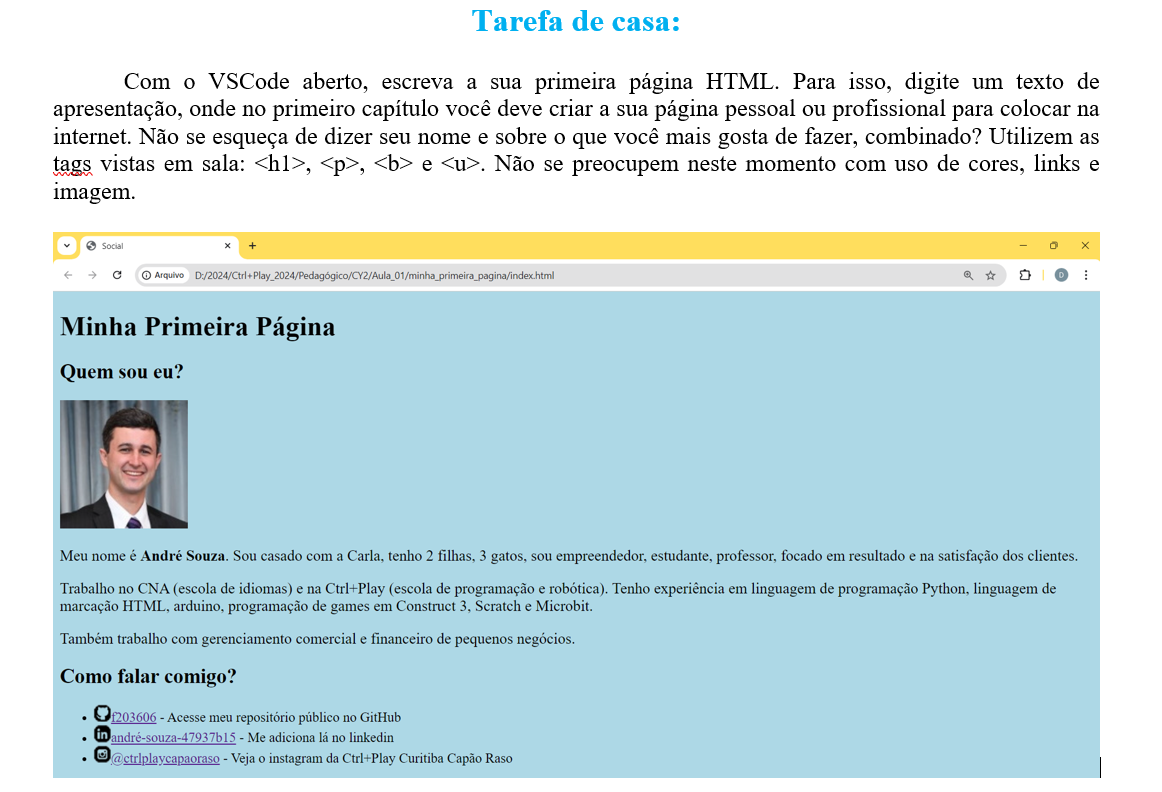 Tarefa de casa:
Com o VSCode aberto, escreva a sua primeira página HTML. Para isso, digite um texto de
apresentação, onde no primeiro capítulo você deve criar a sua página pessoal ou profissional para colocar na
internet. Não se esqueça de dizer seu nome e sobre o que você mais gosta de fazer, combinado? Utilizem as
tags vistas em sala: <h1>, <p>, <b> e <u>. Não se preocupem neste momento com uso de cores, links e
imagem.
Social
Arquivo D:/2024/Ctrl+Play_2024/Pedagógico/CY2/Aula_01/minha_primeira_pagina/index.html
D
Minha Primeira Página
Quem sou eu?
Meu nome é André Souza. Sou casado com a Carla, tenho 2 filhas, 3 gatos, sou empreendedor, estudante, professor, focado em resultado e na satisfação dos clientes.
Trabalho no CNA (escola de idiomas) e na Ctrl+Play (escola de programação e robótica). Tenho experiência em linguagem de programação Python, linguagem de
marcação HTML, arduino, programação de games em Construct 3, Scratch e Microbit.
Também trabalho com gerenciamento comercial e financeiro de pequenos negócios.
Como falar comigo?
f203606 - Acesse meu repositório público no GitHub
in andré-souza-47937b15 - Me adiciona lá no linkedin
@ctrlplaycapaoraso - Veja o instagram da Ctrl+Play Curitiba Capão Raso